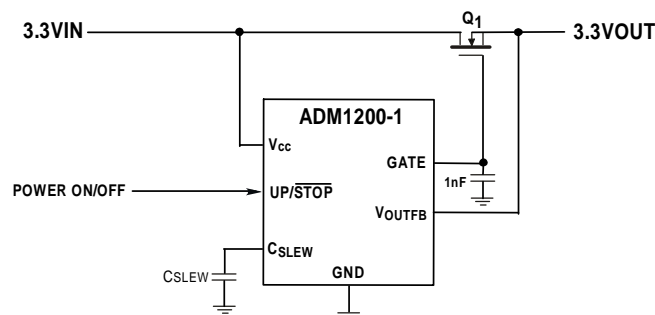 Q1
3.3VIN
3.3VOUT
ADM1200-1
Vcc
GATE
1nF
POWER ON/OFF
UP/STOP
VOUTFB
CSLEW
CSLEW
GND